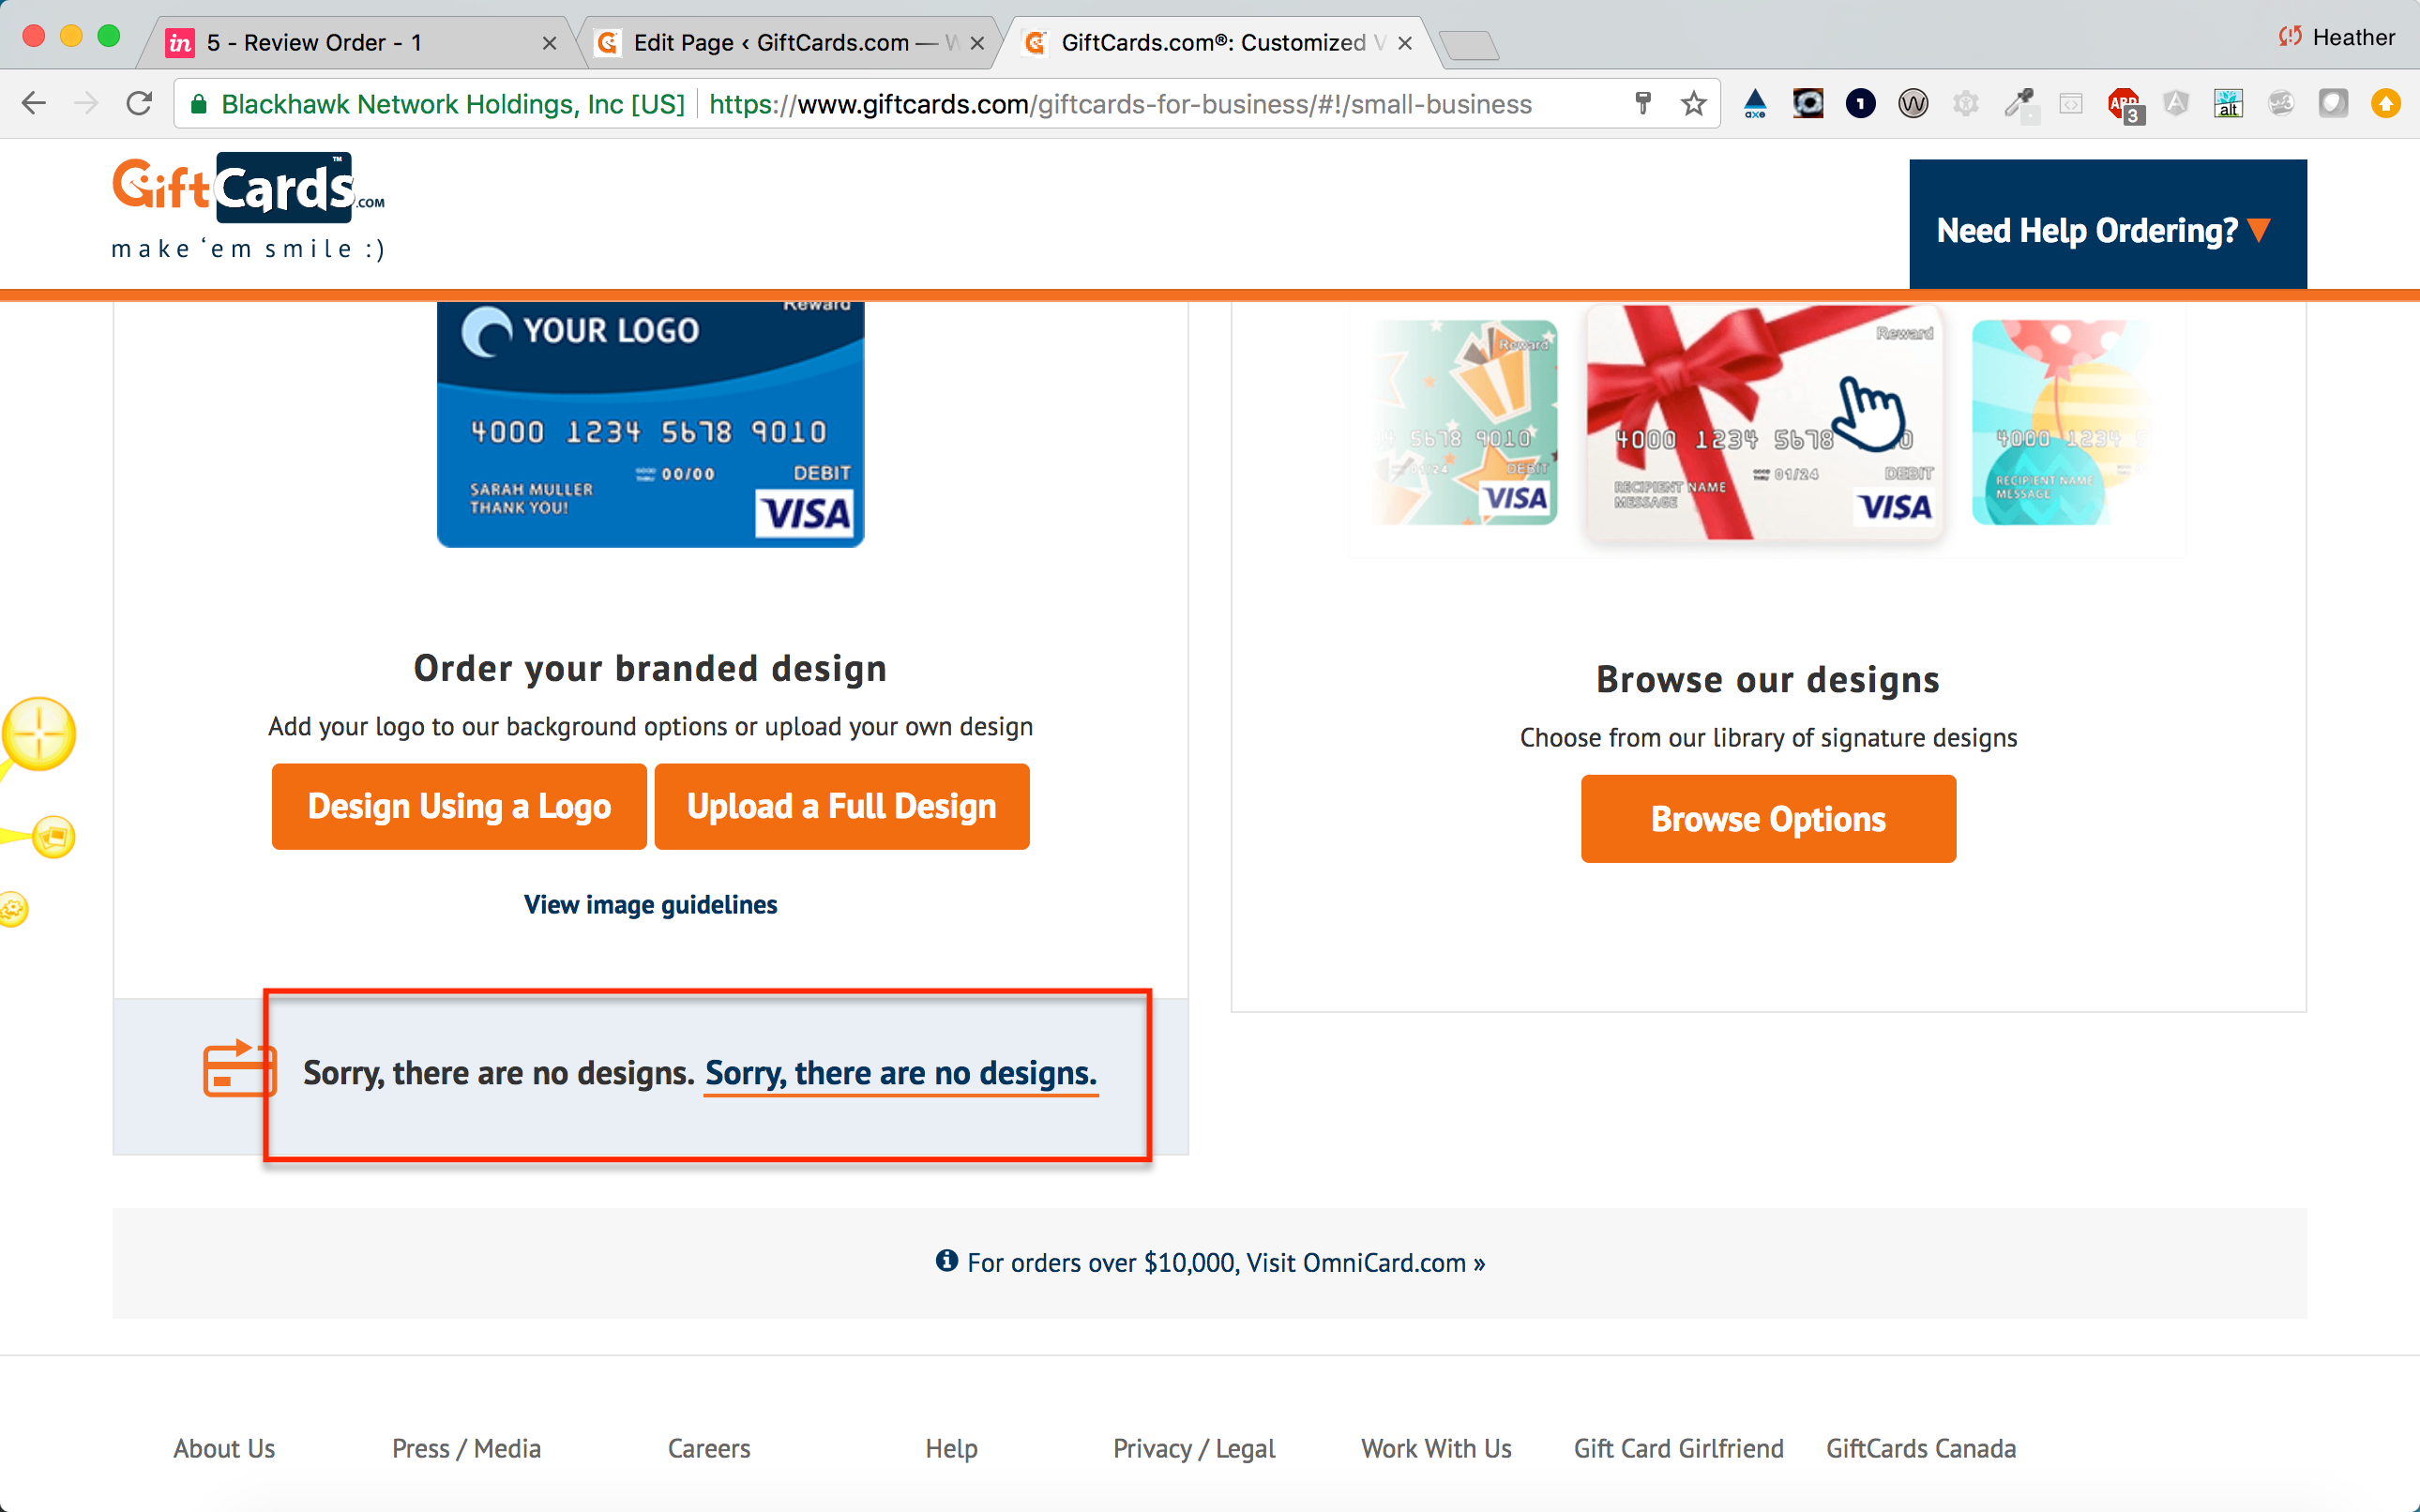 5 - Review Order - 1
Edit Page ‹ GiftCards.com — W
GiftCards.com®: Customized V
Heather
Blackhawk Network Holdings, Inc [US]
https://www.giftcards.com/giftcards-for-business/#!/small-business
axe
1
W
ABP
3
A
alt
GiftCards.COM™
make 'em smile :)
Need Help Ordering?
Reward
YOUR LOGO
4000 1234 5678 9010
00/00
DEBIT
SARAH MULLER
THANK YOU!
VISA
Reward
5678 9010
DEBIT
VISA
Reward
4000 1234 5678
01/24
DEBIT
RECIPIENT NAME
MESSAGE
VISA
4000 1234
RECIPIENT NAME
MESSAGE
Order your branded design
Add your logo to our background options or upload your own design
Design Using a Logo
Upload a Full Design
View image guidelines
Browse our designs
Choose from our library of signature designs
Browse Options
Sorry, there are no designs. Sorry, there are no designs.
For orders over $10,000, Visit OmniCard.com »
About Us
Press / Media
Careers
Help
Privacy / Legal
Work With Us
Gift Card Girlfriend
GiftCards Canada